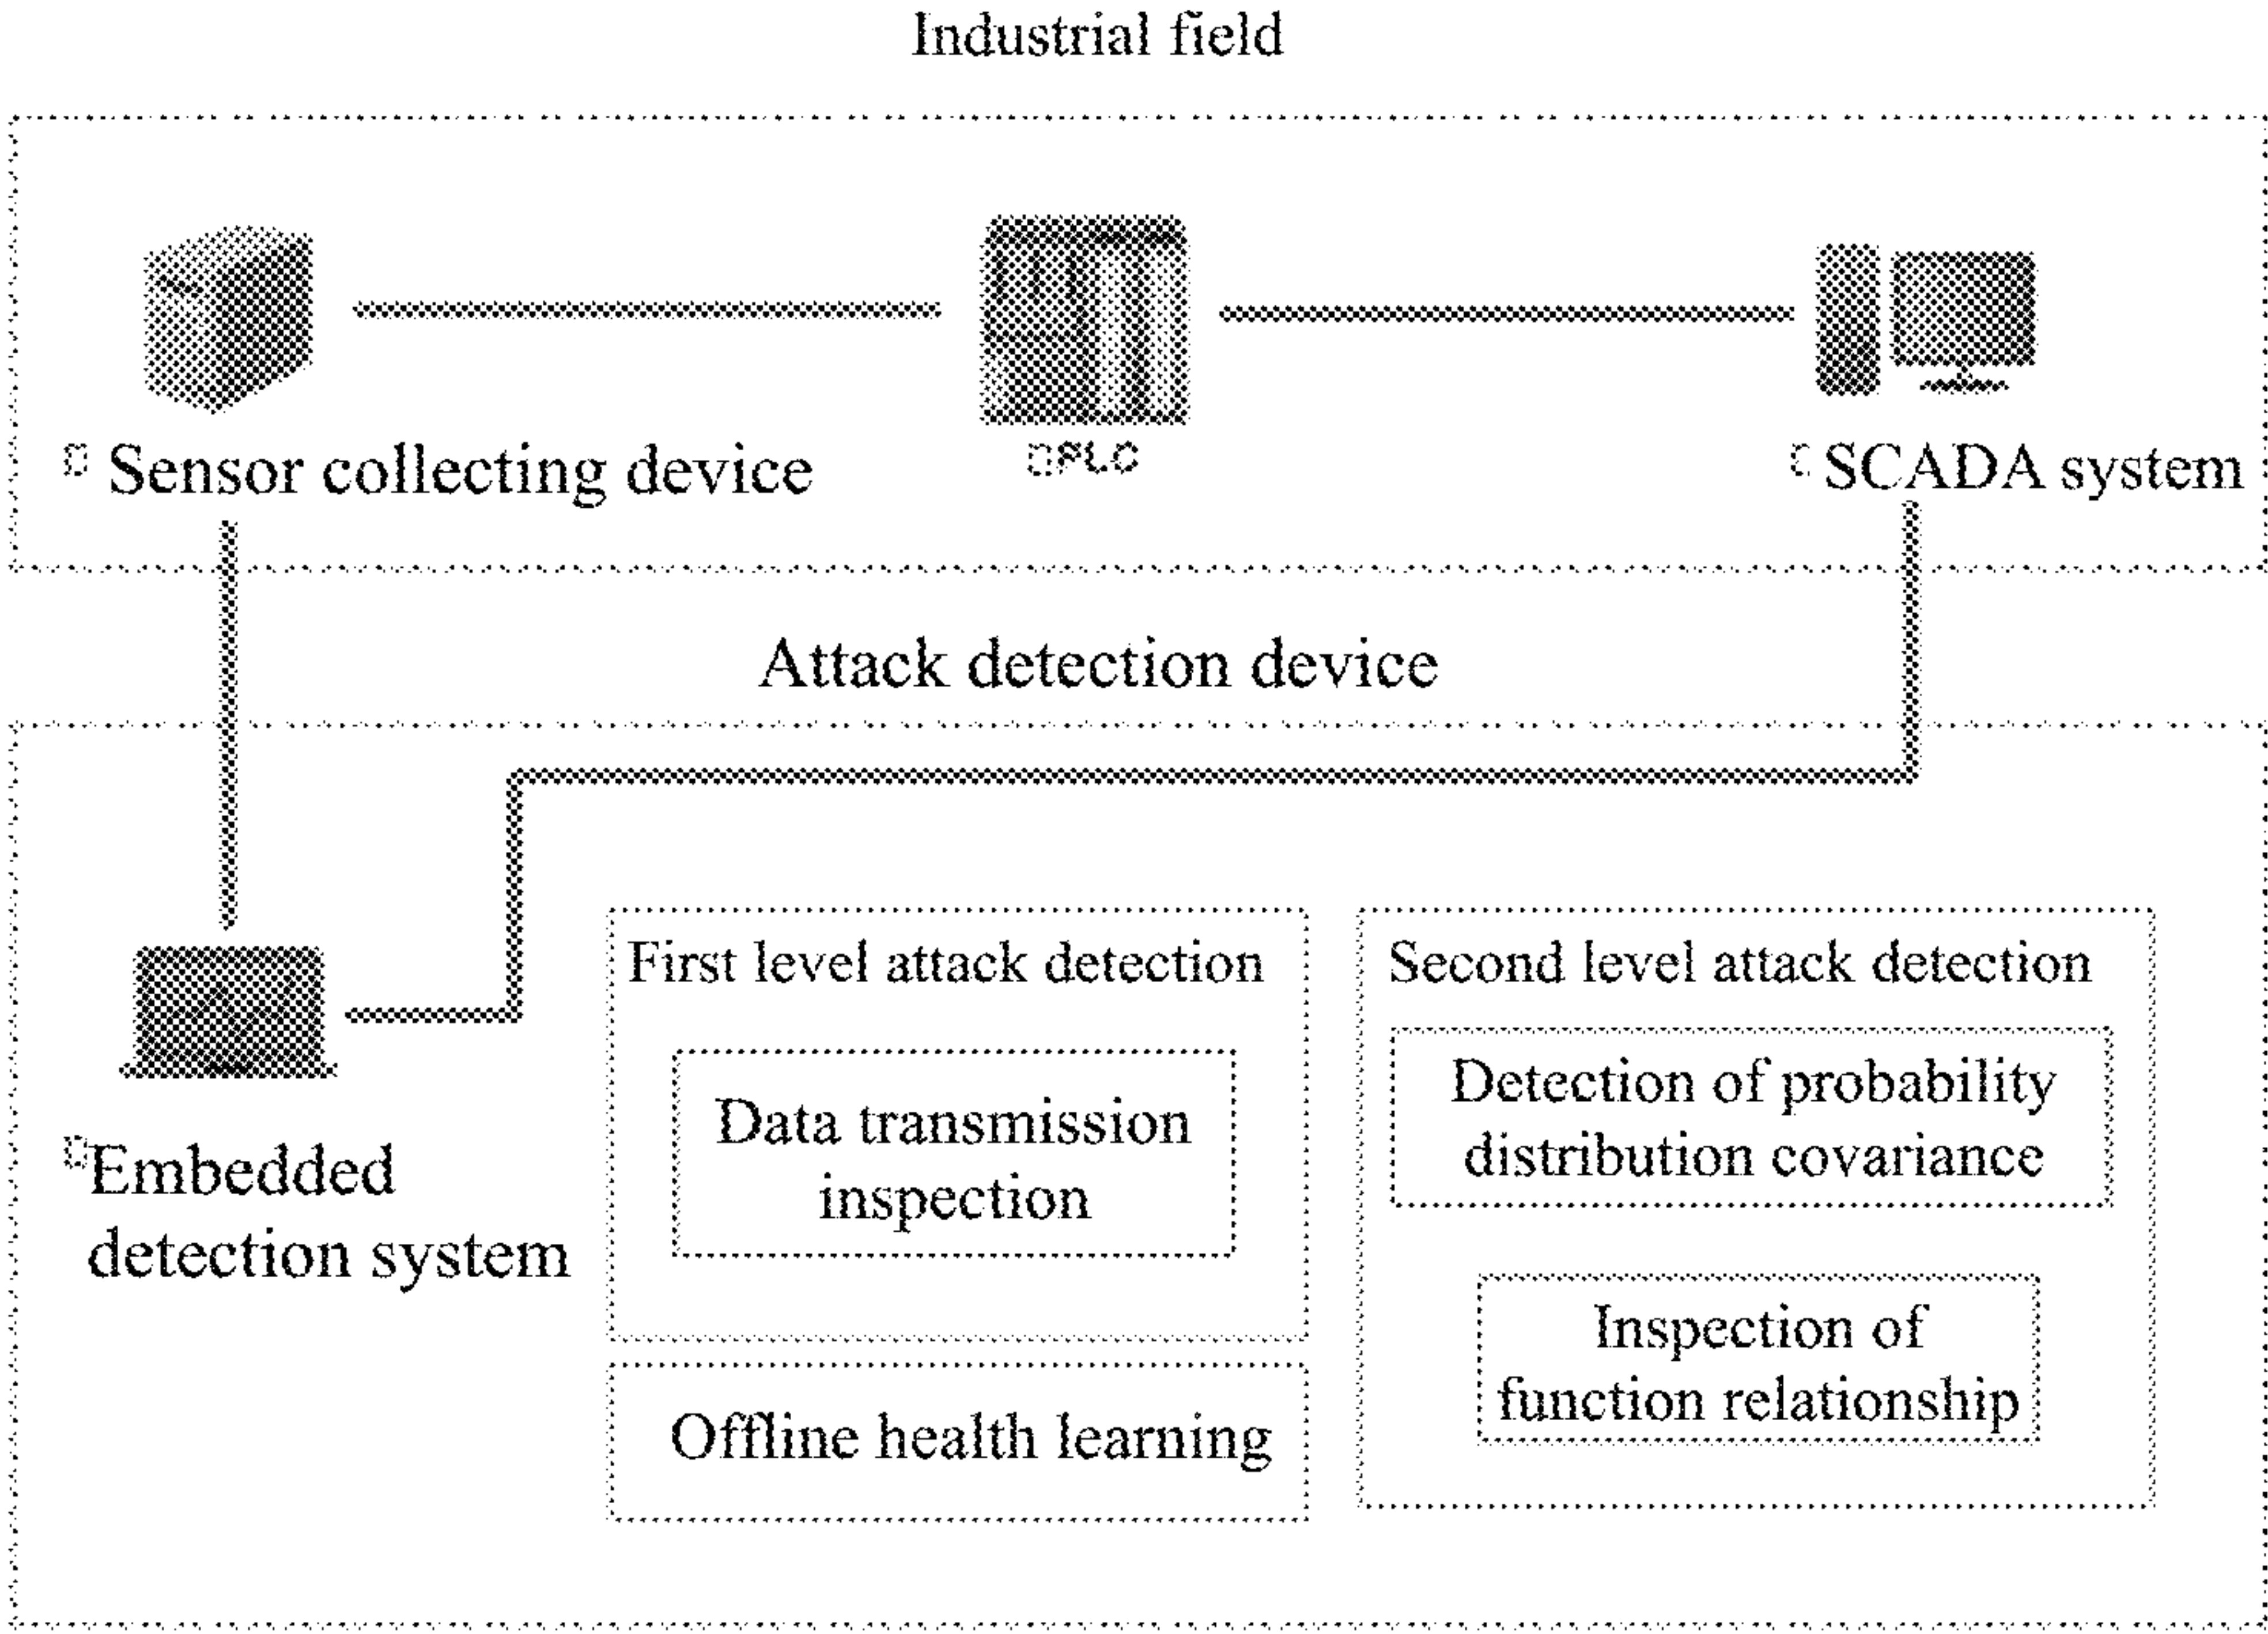 Industrial field
Sensor collecting device
PLC
SCADA system
Attack detection device
First level attack detection
Second level attack detection
Data transmission
inspection
Detection of probability
distribution covariance
Embedded
detection system
Inspection of
function relationship
Offline health learning